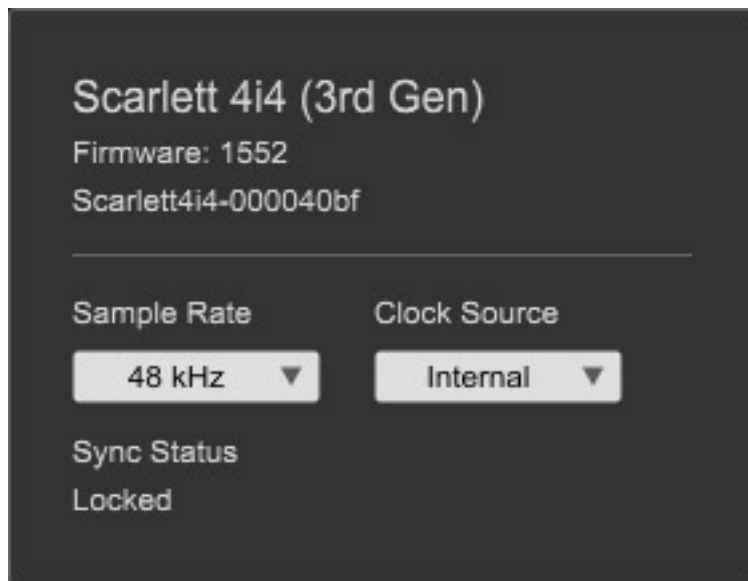 Scarlett 4i4 (3rd Gen)
Firmware: 1552
Scarlett4i4-000040bf
Sample Rate Clock Source
48 kHz Internal
Sync Status
Locked